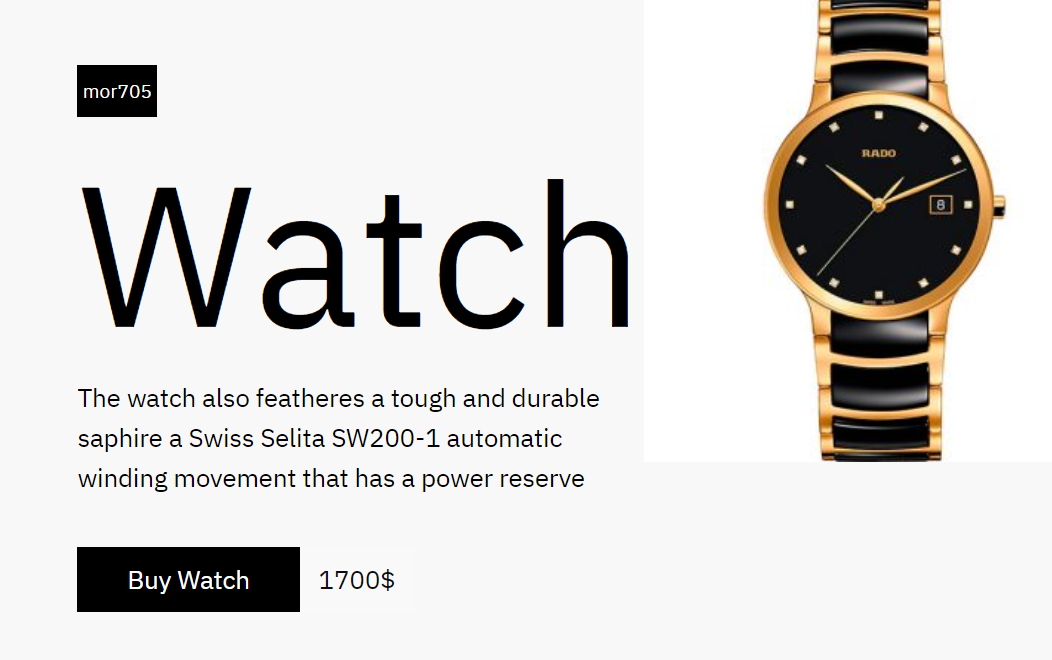 mor705
Watch
RADO
8
The watch also featheres a tough and durable
saphire a Swiss Selita SW200-1 automatic
winding movement that has a power reserve
Buy Watch 1700$